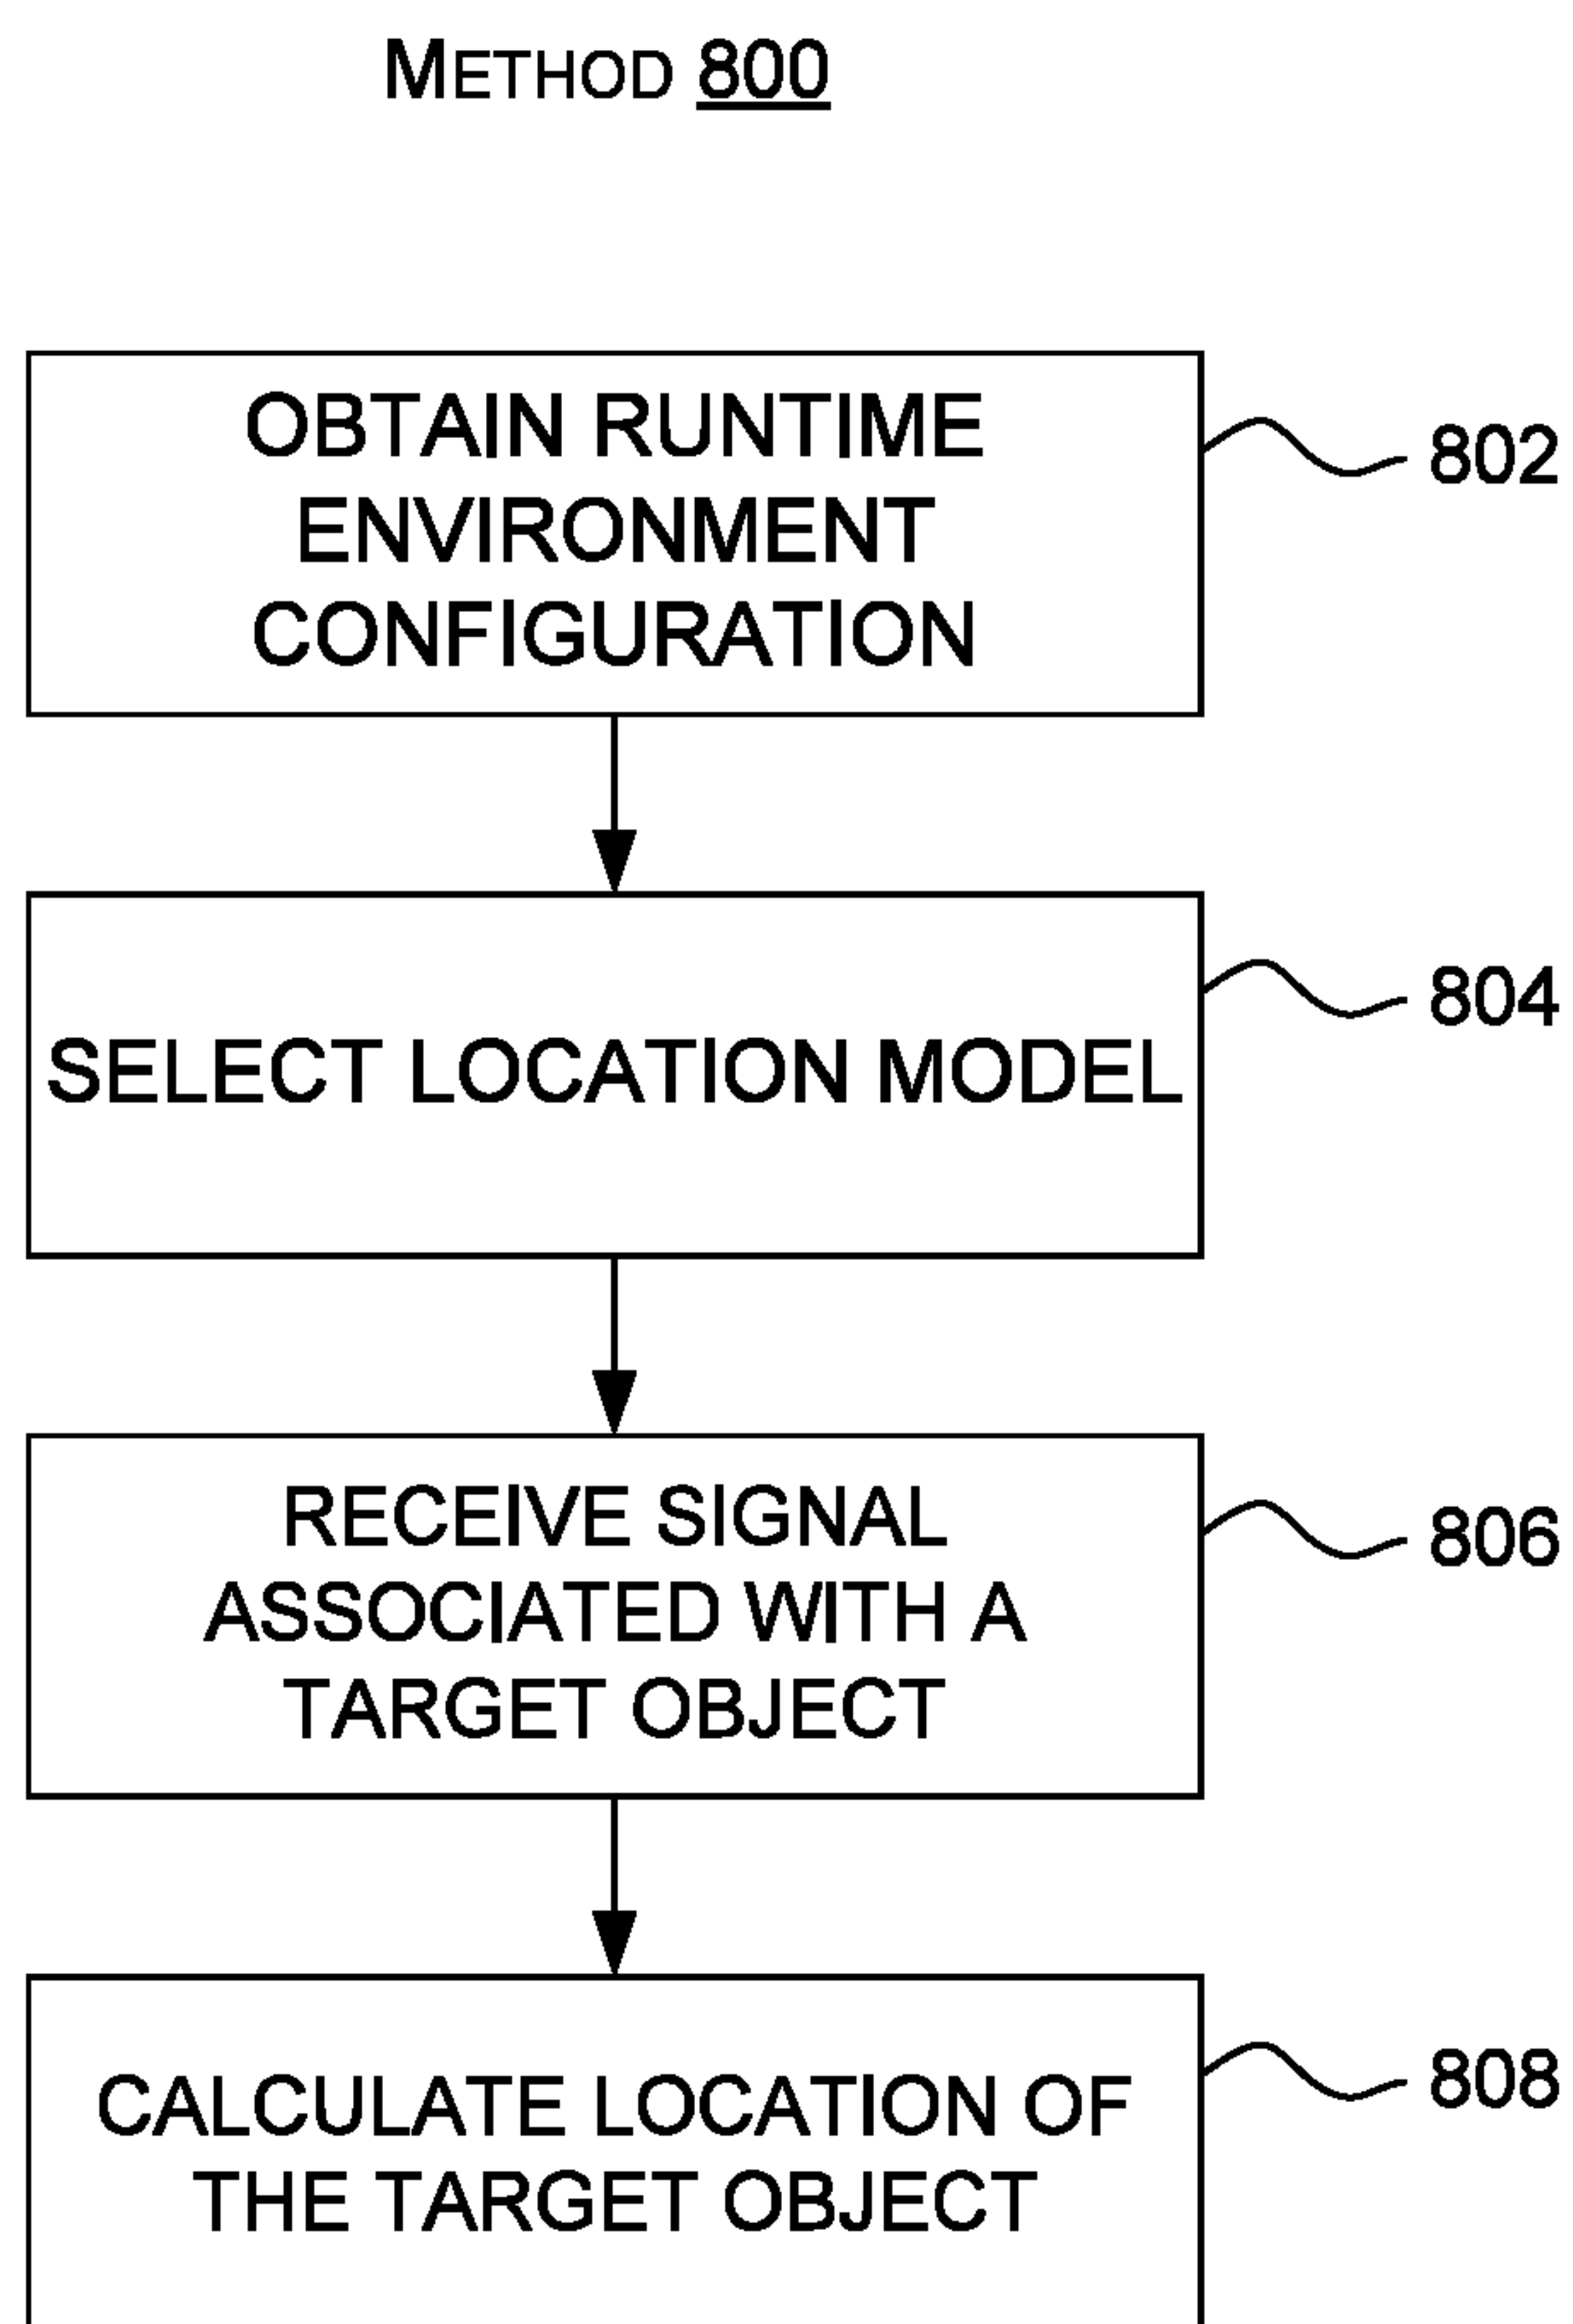 METHOD 800
OBTAIN RUNTIME
ENVIRONMENT
CONFIGURATION
802
SELECT LOCATION MODEL
804
RECEIVE SIGNAL
ASSOCIATED WITH A
TARGET OBJECT
806
CALCULATE LOCATION OF
THE TARGET OBJECT
808